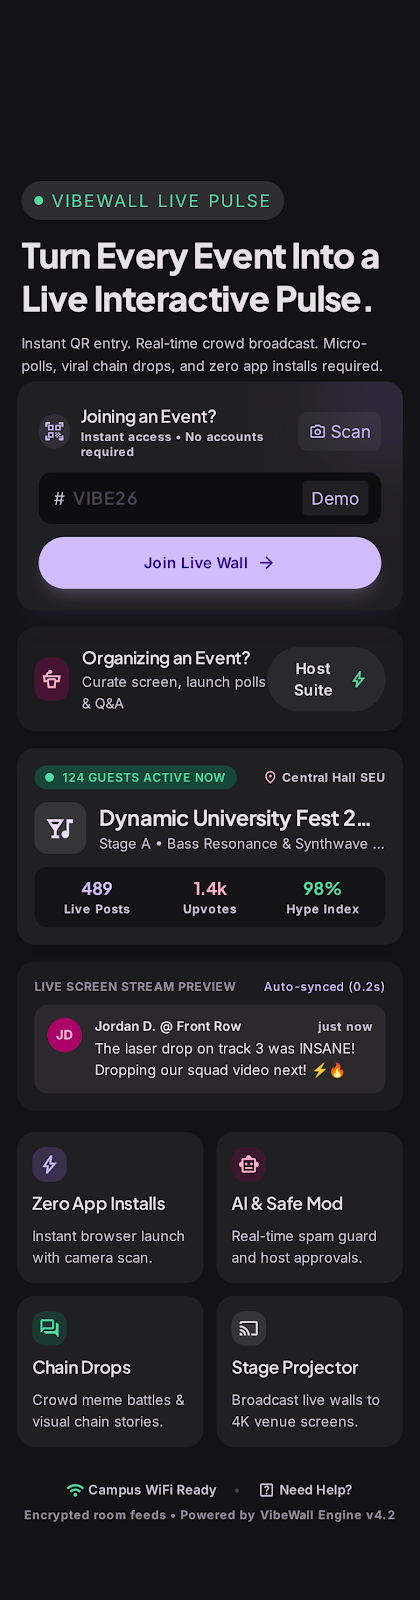 VIBEWALL LIVE PULSE
Turn Every Event Into a
Live Interactive Pulse.
Instant QR entry. Real-time crowd broadcast. Micro-
polls, viral chain drops, and zero app installs required.
Joining an Event?
Instant access • No accounts
required
Scan
# VIBE26
Demo
Join Live Wall →
Organizing an Event?
Curate screen, launch polls
& Q&A
Host
Suite
124 GUESTS ACTIVE NOW
Central Hall SEU
Dynamic University Fest 2...
Stage A • Bass Resonance & Synthwave ...
489 1.4k 98%
Live Posts Upvotes Hype Index
LIVE SCREEN STREAM PREVIEW
Auto-synced (0.2s)
JD
Jordan D. @ Front Row
just now
The laser drop on track 3 was INSANE!
Dropping our squad video next! ⚡🔥
Zero App Installs
Instant browser launch
with camera scan.
AI & Safe Mod
Real-time spam guard
and host approvals.
Chain Drops
Crowd meme battles &
visual chain stories.
Stage Projector
Broadcast live walls to
4K venue screens.
Campus WiFi Ready • Need Help?
Encrypted room feeds • Powered by VibeWall Engine v4.2